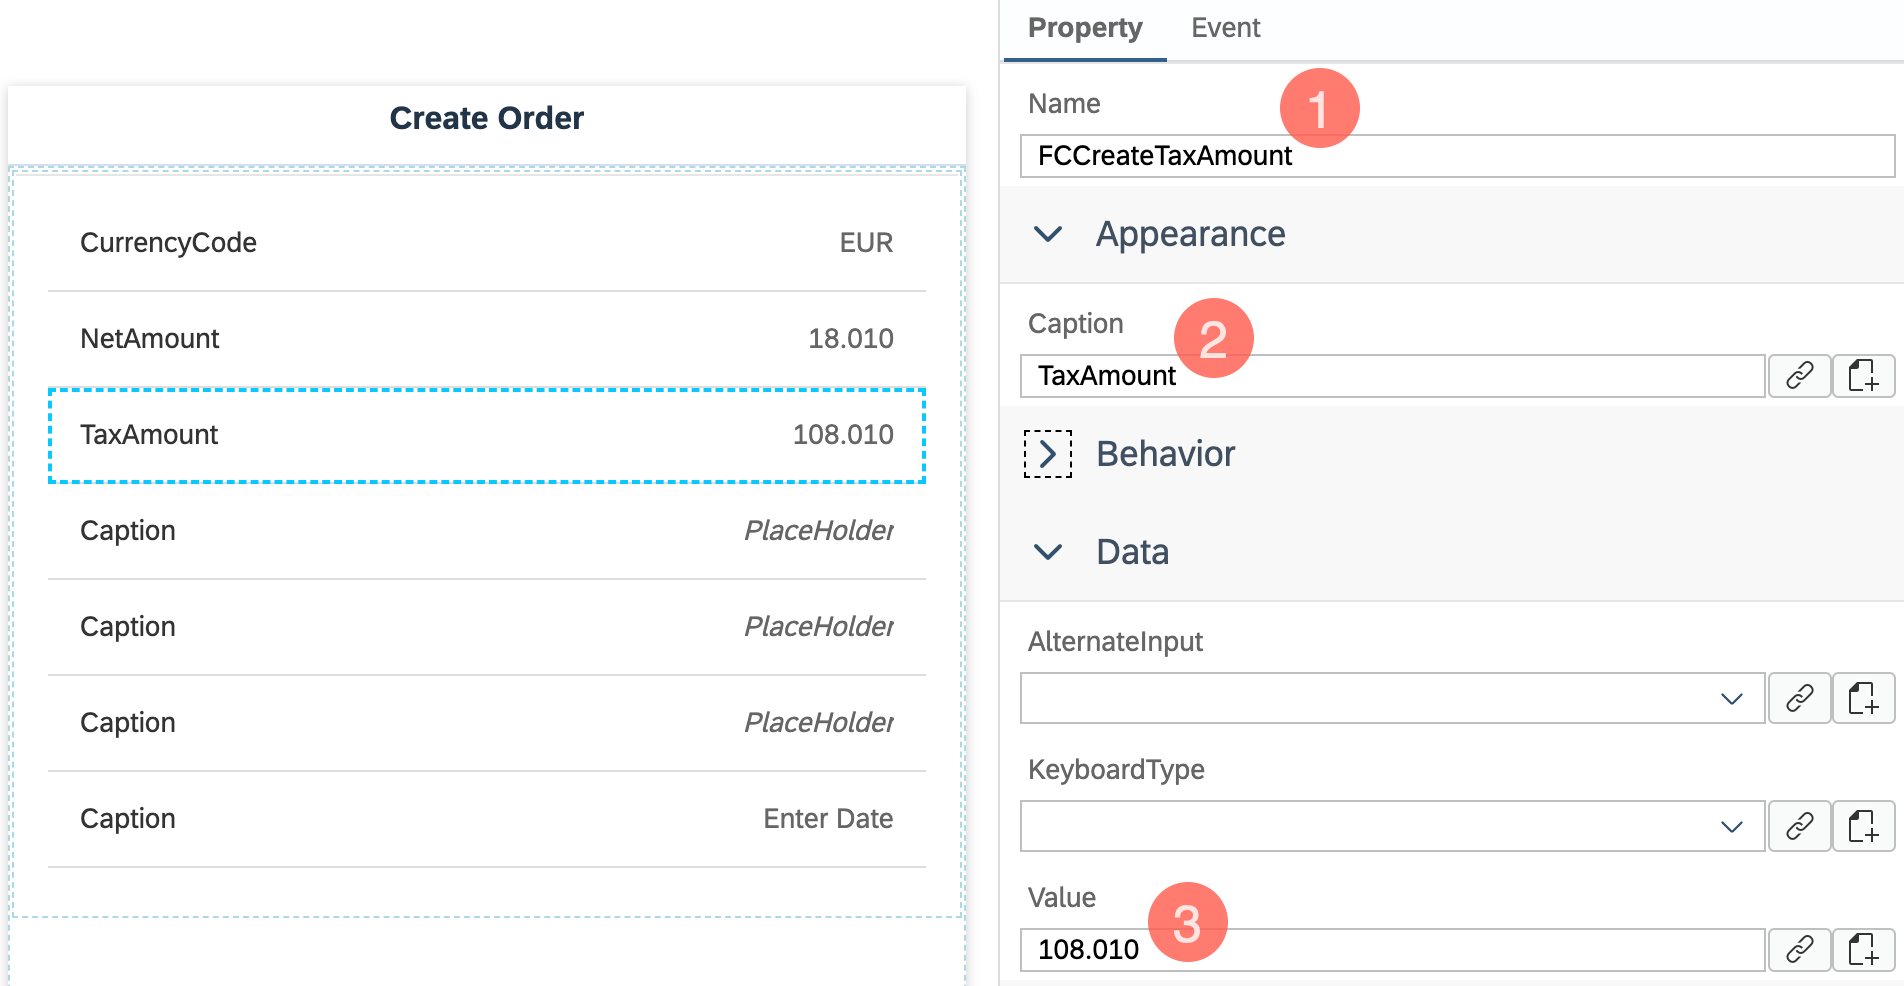 Create Order
CurrencyCode EUR
NetAmount 18.010
TaxAmount 108.010
Caption PlaceHolder
Caption PlaceHolder
Caption PlaceHolder
Caption Enter Date
Property Event
Name 1
FCCreateTaxAmount
Appearance
Caption 2
TaxAmount
Behavior
Data
AlternateInput
KeyboardType
Value 3
108.010